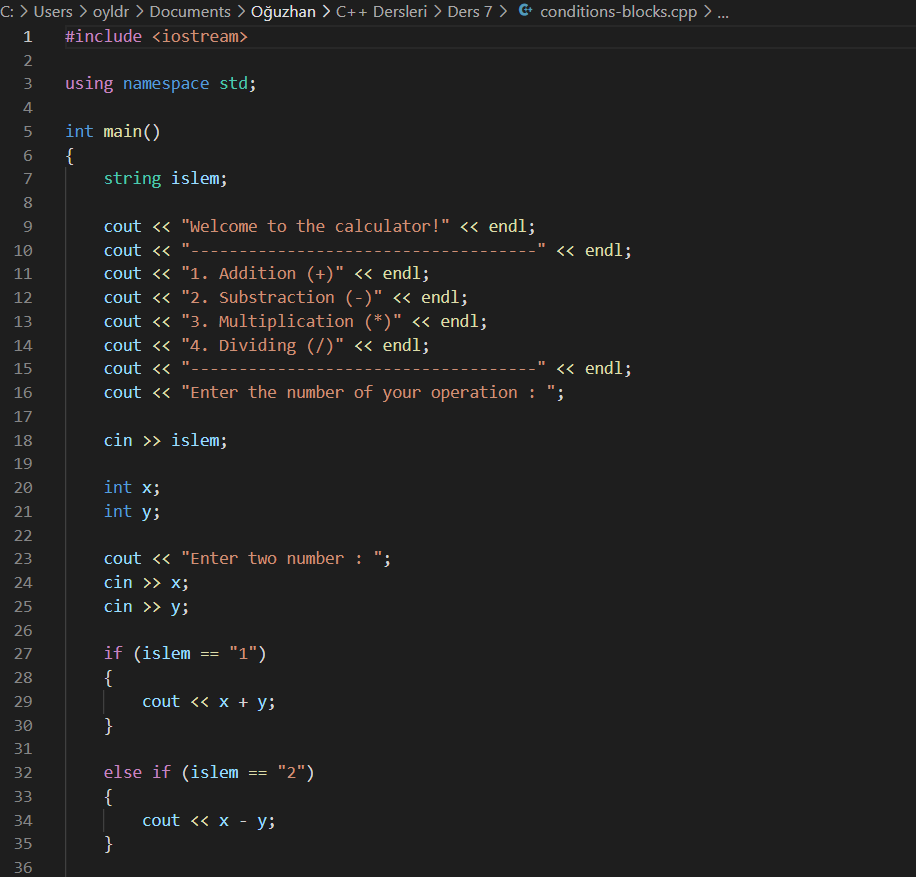 C: > Users > oyldr > Documents > Oğuzhan > C++ Dersleri > Ders 7 > conditions-blocks.cpp > ...
1 #include <iostream>
2
3 using namespace std;
4
5 int main()
6 {
7     string islem;
8
9     cout << "Welcome to the calculator!" << endl;
10     cout << "------------------------------------" << endl;
11     cout << "1. Addition (+)" << endl;
12     cout << "2. Substraction (-)" << endl;
13     cout << "3. Multiplication (*)" << endl;
14     cout << "4. Dividing (/)" << endl;
15     cout << "------------------------------------" << endl;
16     cout << "Enter the number of your operation : ";
17
18     cin >> islem;
19
20     int x;
21     int y;
22
23     cout << "Enter two number : ";
24     cin >> x;
25     cin >> y;
26
27     if (islem == "1")
28     {
29         cout << x + y;
30     }
31
32     else if (islem == "2")
33     {
34         cout << x - y;
35     }
36